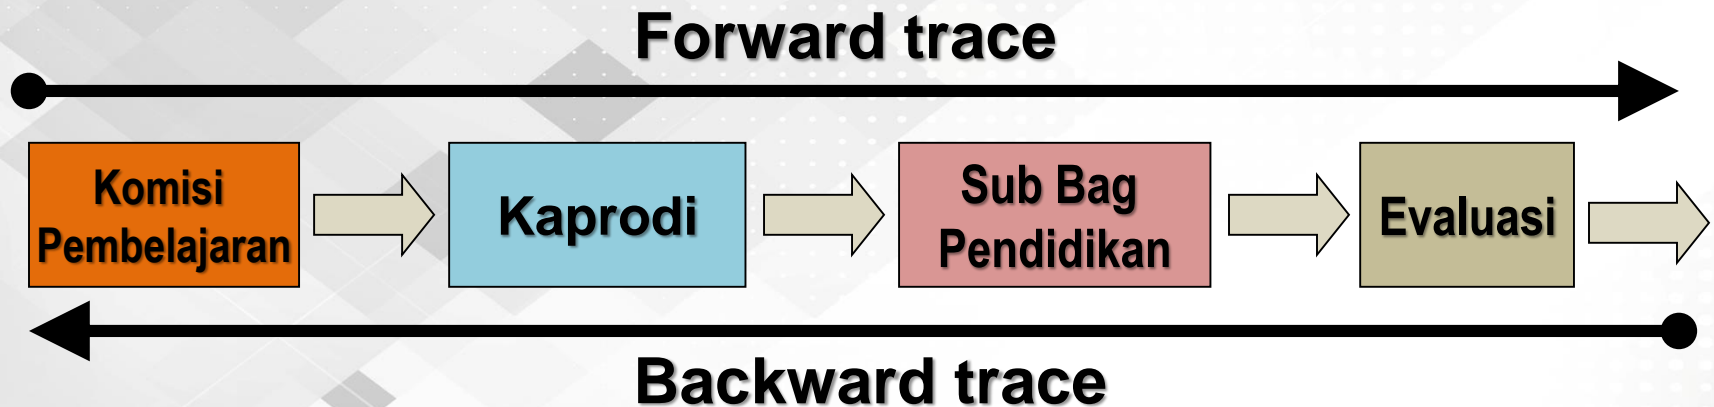 Forward trace
Komisi
Pembelajaran
Kaprodi
Sub Bag
Pendidikan
Evaluasi
Backward trace